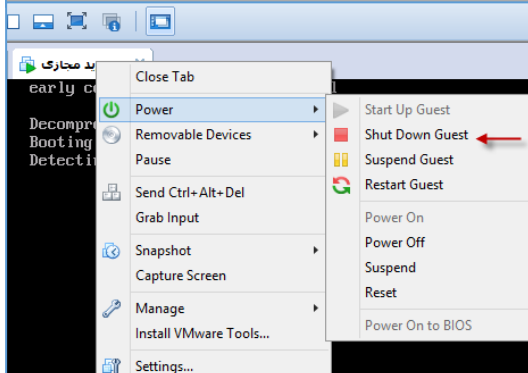 ید مجازی
early c
Decompre
Booting
Detecti
Close Tab
Power
Removable Devices
Pause
Send Ctrl+Alt+Del
Grab Input
Snapshot
Capture Screen
Manage
Install VMware Tools...
Settings...
Start Up Guest
Shut Down Guest
Suspend Guest
Restart Guest
Power On
Power Off
Suspend
Reset
Power On to BIOS